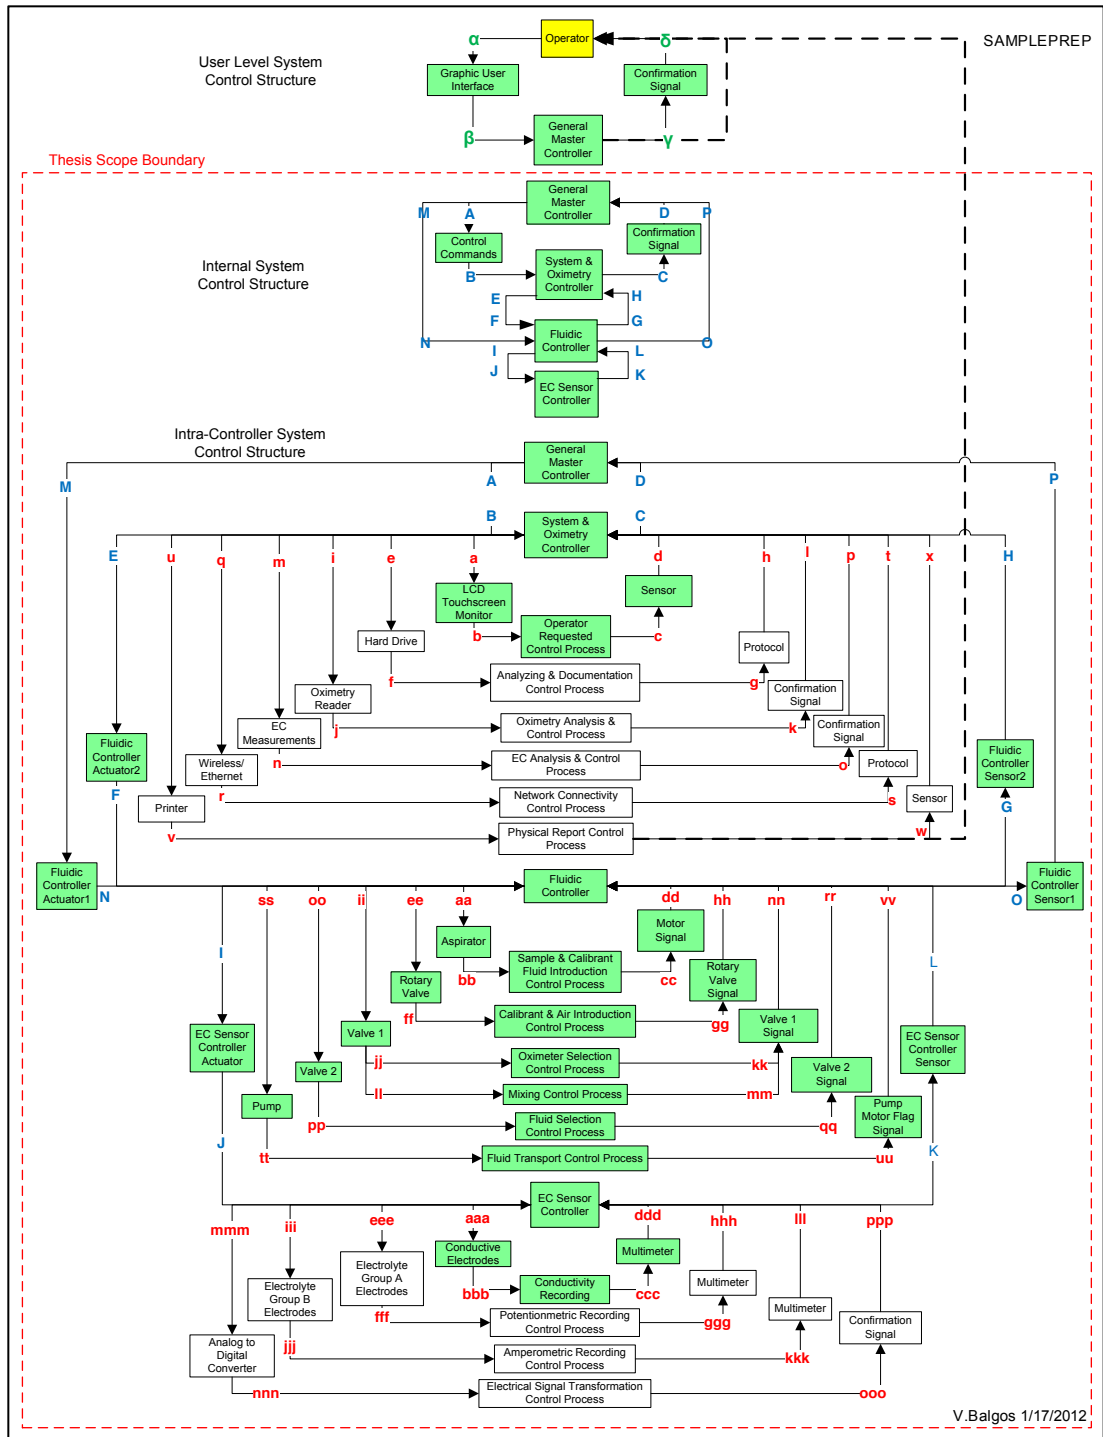 SAMPLEPREP
User Level System
Control Structure
α
Operator
δ
Graphic User
Interface
Confirmation
Signal
β
General
Master
Controller
γ
Thesis Scope Boundary
Internal System
Control Structure
General
Master
Controller
M
A
D
P
Control
Commands
Confirmation
Signal
B
System &
Oximetry
Controller
C
E
H
F
G
Fluidic
Controller
N
O
I
L
J
K
EC Sensor
Controller
Intra-Controller System
Control Structure
General
Master
Controller
M
A
D
P
B
C
System &
Oximetry
Controller
E
u
q
m
i
e
a
d
h
l
p
t
x
H
LCD
Touchscreen
Monitor
Sensor
b
Operator
Requested
Control Process
c
Hard Drive
Protocol
f
Analyzing & Documentation
Control Process
g
Oximetry
Reader
Confirmation
Signal
j
Oximetry Analysis &
Control Process
k
EC
Measurements
Confirmation
Signal
n
EC Analysis & Control
Process
o
Fluidic
Controller
Actuator2
Fluidic
Controller
Sensor2
Wireless/
Ethernet
Protocol
F
r
Network Connectivity
Control Process
s
G
Printer
Sensor
v
Physical Report Control
Process
w
Fluidic
Controller
Actuator1
N
Fluidic
Controller
O
Fluidic
Controller
Sensor1
ss
oo
ii
ee
aa
dd
hh
nn
rr
vv
I
L
Aspirator
Motor
Signal
bb
Sample & Calibrant
Fluid Introduction
Control Process
cc
Rotary
Valve
Rotary
Valve
Signal
ff
Calibrant & Air Introduction
Control Process
gg
Valve 1
Valve 1
Signal
EC Sensor
Controller
Actuator
EC Sensor
Controller
Sensor
jj
Oximeter Selection
Control Process
kk
Valve 2
Valve 2
Signal
ll
Mixing Control Process
mm
Pump
Pump
Motor Flag
Signal
pp
Fluid Selection
Control Process
qq
J
K
tt
Fluid Transport Control Process
uu
EC Sensor
Controller
mmm
iii
eee
aaa
ddd
hhh
lll
ppp
Conductive
Electrodes
Multimeter
bbb
Conductivity
Recording
ccc
Electrolyte
Group A
Electrodes
Multimeter
fff
Potentionmetric Recording
Control Process
ggg
Electrolyte
Group B
Electrodes
Multimeter
jjj
Amperometric Recording
Control Process
kkk
Analog to
Digital
Converter
Confirmation
Signal
nnn
Electrical Signal Transformation
Control Process
ooo
V.Balgos 1/17/2012